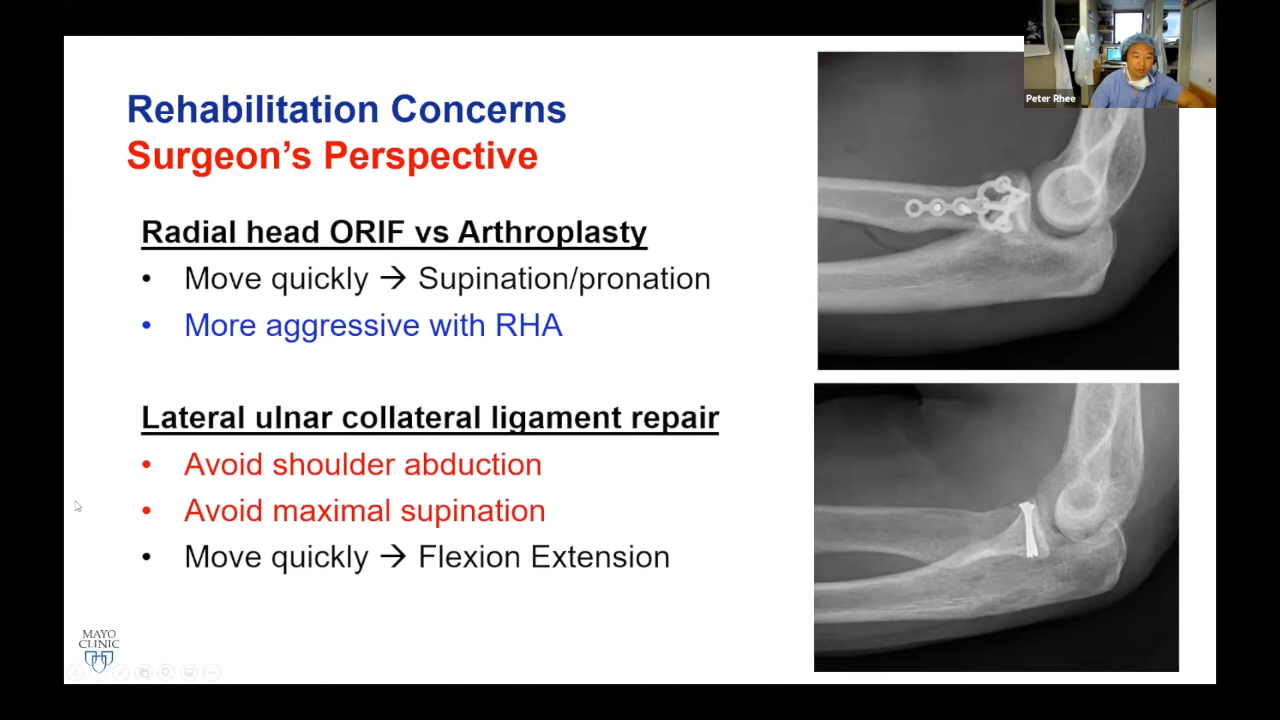 Rehabilitation Concerns
Surgeon's Perspective
Radial head ORIF vs Arthroplasty
• Move quickly → Supination/pronation
• More aggressive with RHA
Lateral ulnar collateral ligament repair
• Avoid shoulder abduction
• Avoid maximal supination
• Move quickly → Flexion Extension
MAYO
CLINIC
Peter Rhee